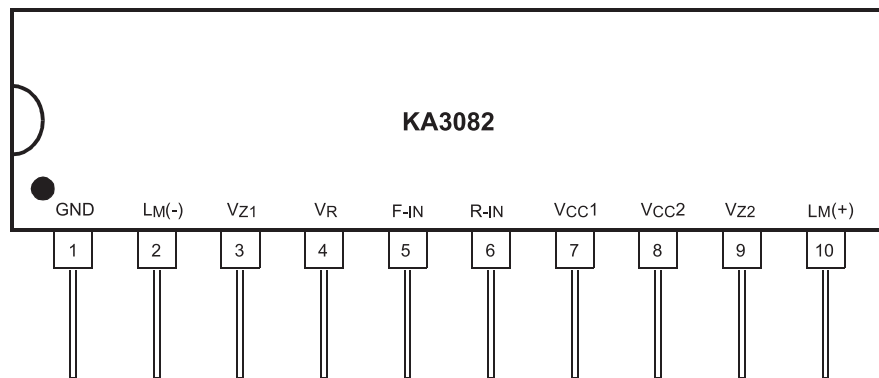 KA3082
GND LM(-) VZ1 VR F-IN R-IN VCC1 VCC2 VZ2 LM(+)
1 2 3 4 5 6 7 8 9 10